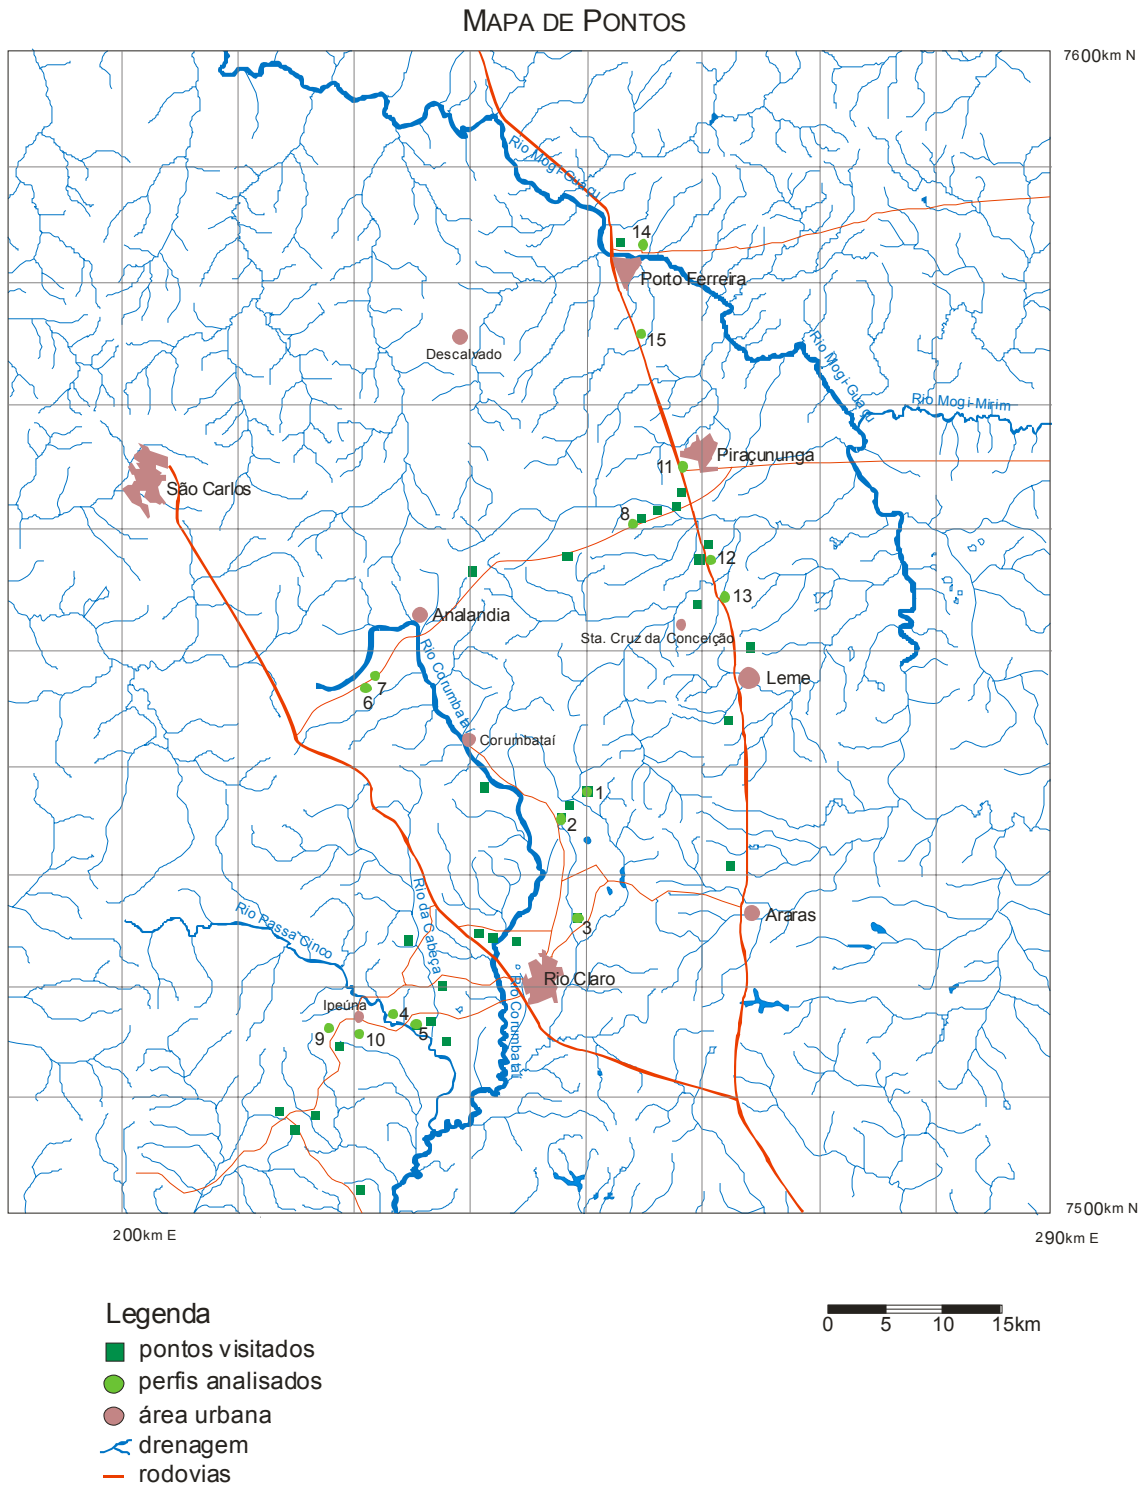 MAPA DE PONTOS
7600km N
Rio Mogi-Guaçu
14
Porto Ferreira
15
Descalvado
Rio Mogi-Guaçu
Rio Mogi-Mirim
Piraçununga
11
São Carlos
8
12
13
Analandia
Sta. Cruz da Conceição
Rio Corumbataí
Leme
7
6
Corumbataí
1
2
Rio da Cabeça
Rio Passa Cinco
3
Araras
Rio Claro
Rio Corumbataí
Ipeúna
4
5
9
10
7500km N
200km E
290km E
Legenda
pontos visitados
perfis analisados
área urbana
drenagem
rodovias
0 5 10 15km